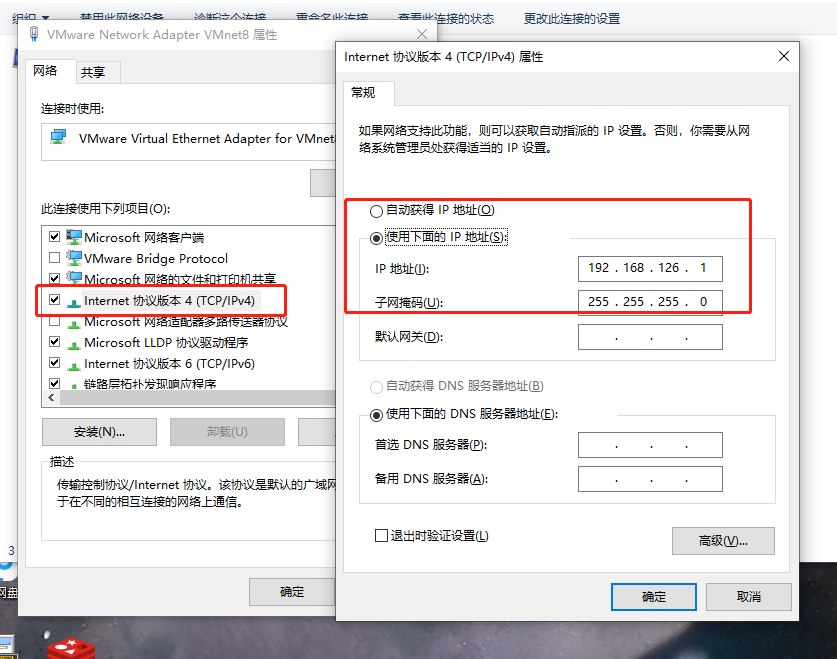 组织 禁用此网络设备 诊断这个连接 重命名此连接 查看此连接的状态 更改此连接的设置
VMware Network Adapter VMnet8 属性
网络 共享
连接时使用:
VMware Virtual Ethernet Adapter for VMnet
此连接使用下列项目(O):
Microsoft 网络客户端
VMware Bridge Protocol
Microsoft 网络的文件和打印机共享
Internet 协议版本 4 (TCP/IPv4)
Microsoft 网络适配器多路传送器协议
Microsoft LLDP 协议驱动程序
Internet 协议版本 6 (TCP/IPv6)
链路层拓扑发现响应程序
安装(N)... 卸载(U)
描述
传输控制协议/Internet 协议。该协议是默认的广域网
于在不同的相互连接的网络上通信。
确定
Internet 协议版本 4 (TCP/IPv4) 属性
常规
如果网络支持此功能，则可以获取自动指派的 IP 设置。否则，你需要从网
络系统管理员处获得适当的 IP 设置。
自动获得 IP 地址(O)
使用下面的 IP 地址(S):
IP 地址(I): 192 . 168 . 126 . 1
子网掩码(U): 255 . 255 . 255 . 0
默认网关(D): . . .
自动获得 DNS 服务器地址(B)
使用下面的 DNS 服务器地址(E):
首选 DNS 服务器(P): . . .
备用 DNS 服务器(A): . . .
退出时验证设置(L)
高级(V)...
确定 取消
3
网盘